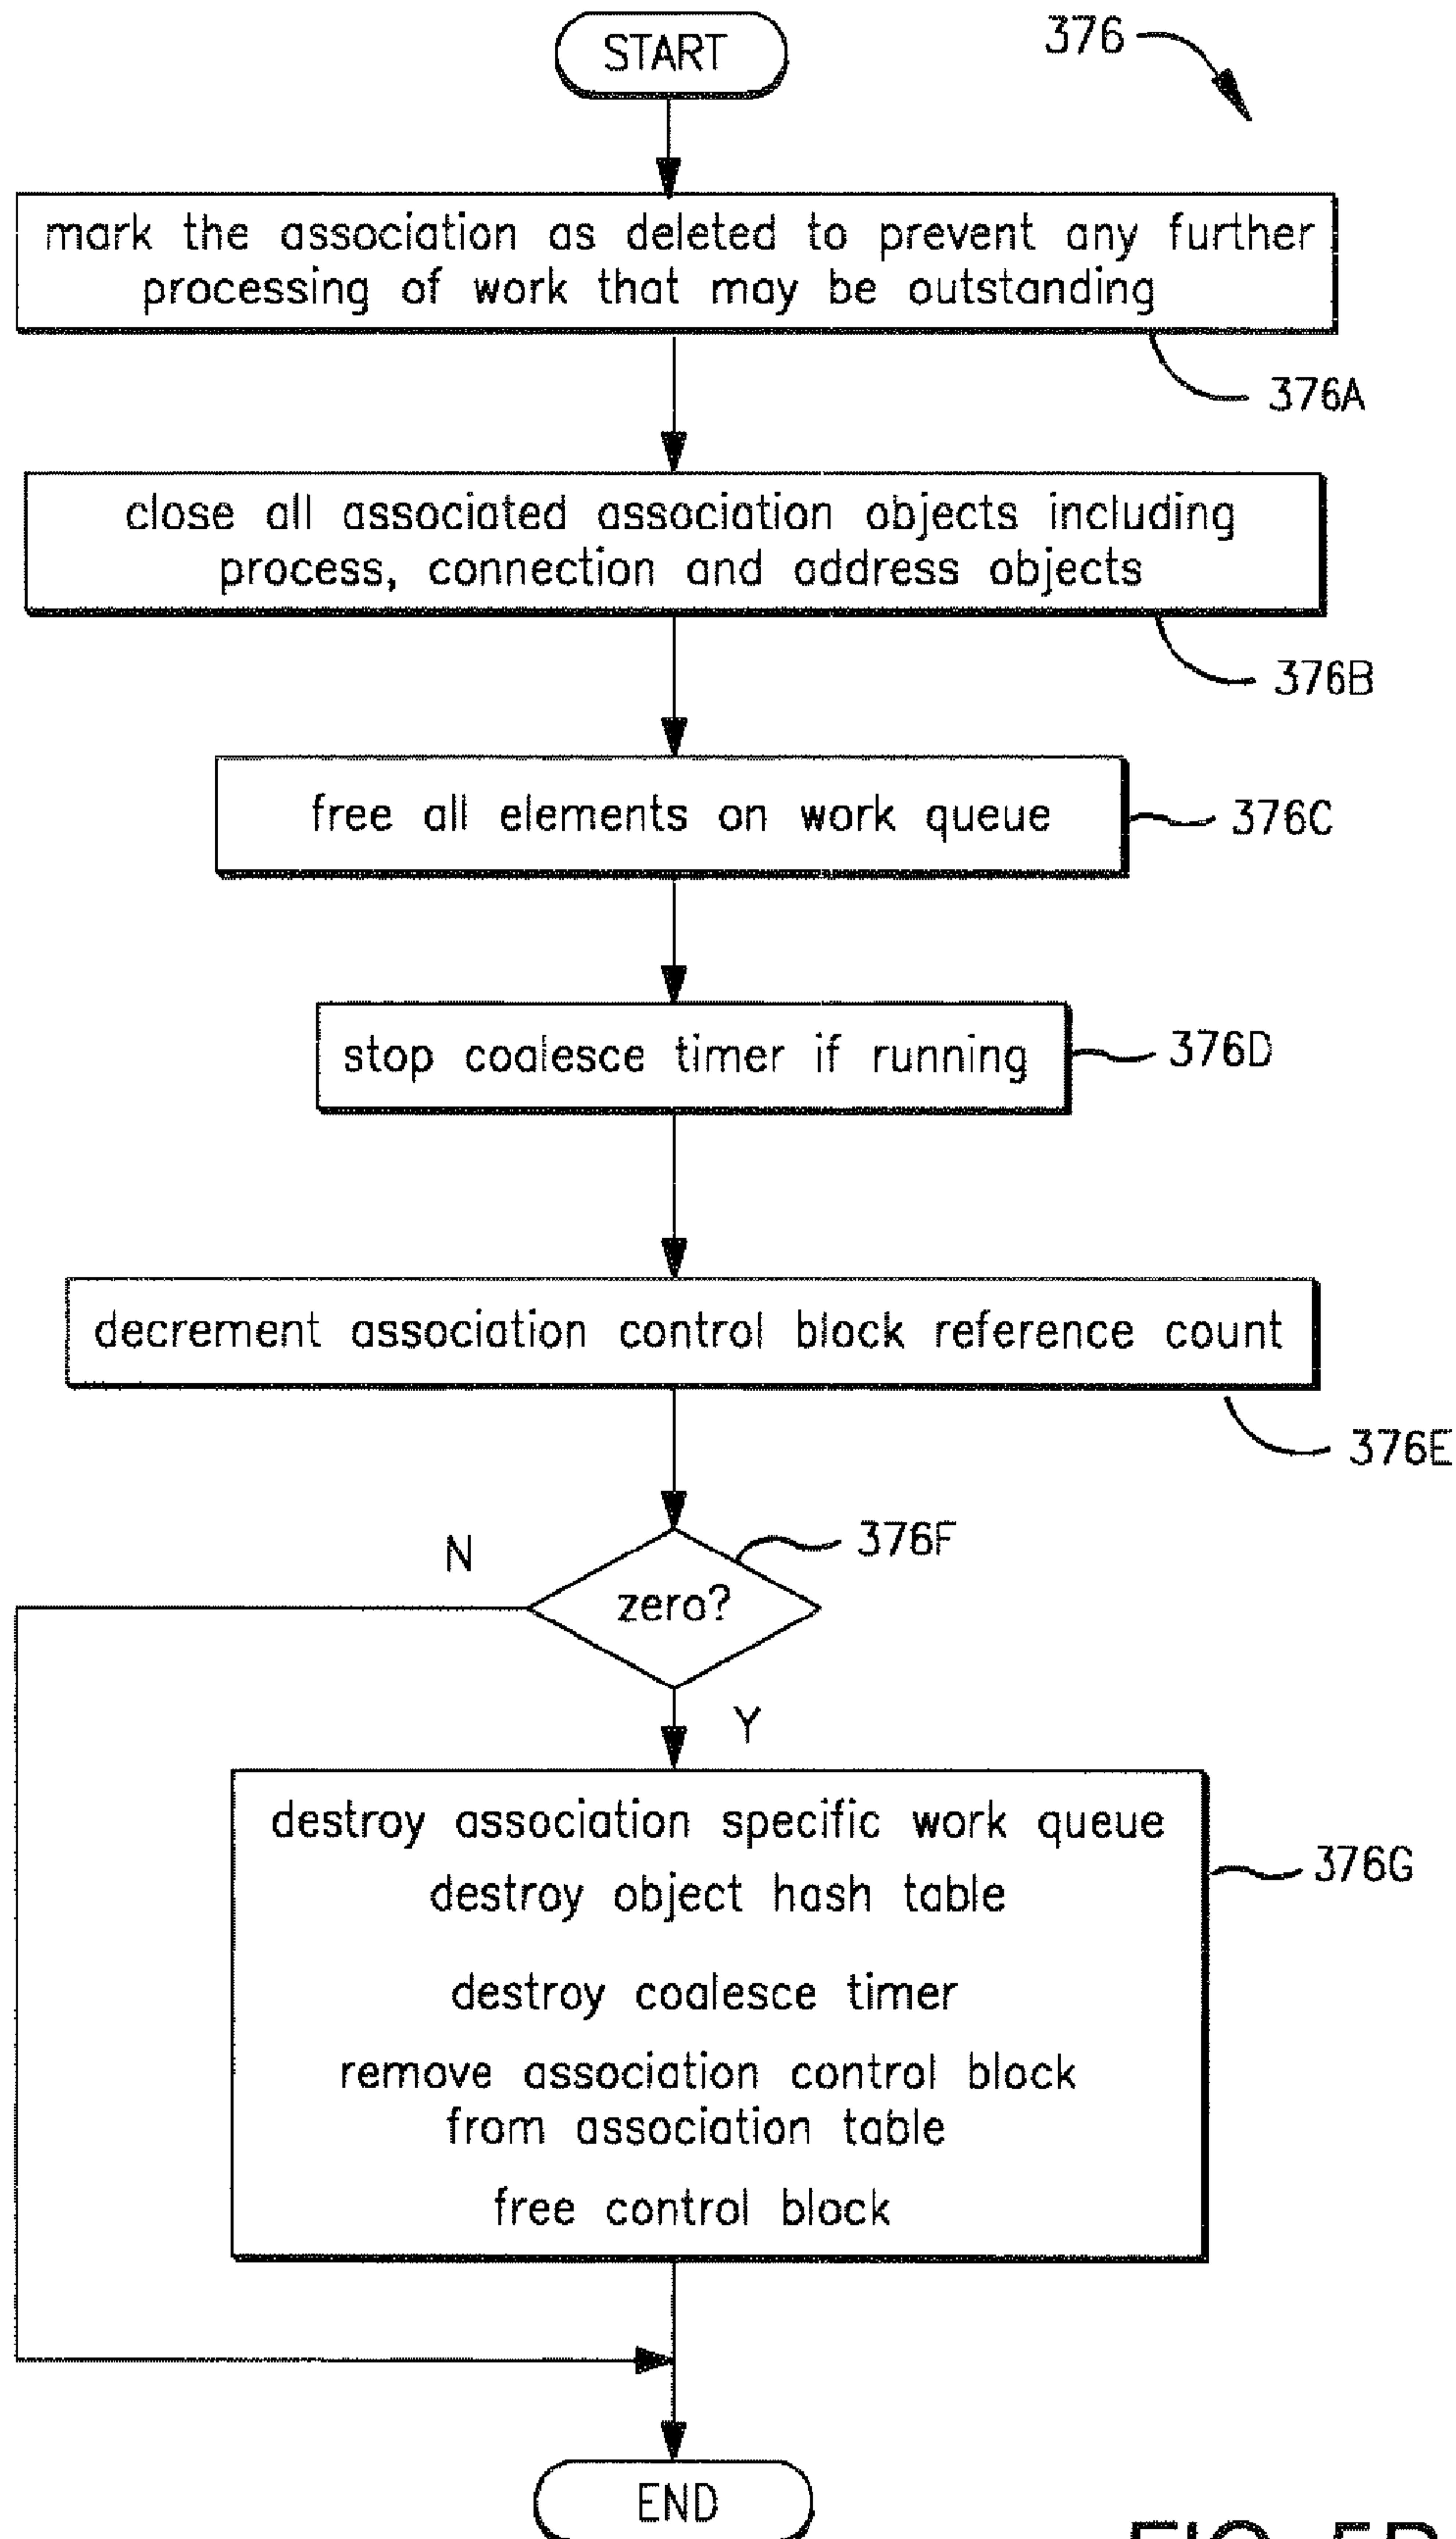 START
376
mark the association as deleted to prevent any further
processing of work that may be outstanding
376A
close all associated association objects including
process, connection and address objects
376B
free all elements on work queue
376C
stop coalesce timer if running
376D
decrement association control block reference count
376E
376F
N
zero?
Y
destroy association specific work queue
destroy object hash table
destroy coalesce timer
remove association control block
from association table
free control block
376G
END